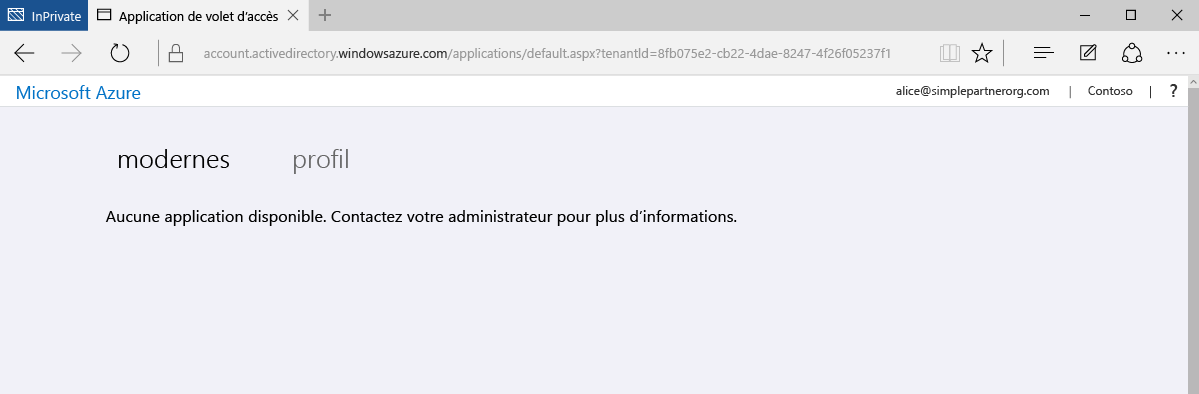 InPrivate Application de volet d'accès
account.activedirectory.windowsazure.com/applications/default.aspx?tenantId=8fb075e2-cb22-4dae-8247-4f26f05237f1
Microsoft Azure alice@simplepartnerorg.com | Contoso | ?
modernes profil
Aucune application disponible. Contactez votre administrateur pour plus d'informations.